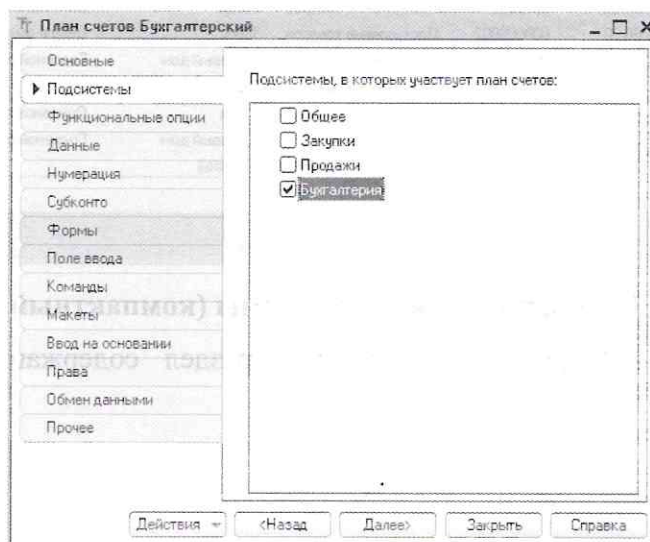 План счетов Бухгалтерский
Основные
Подсистемы
Функциональные опции
Данные
Нумерация
Субконто
Формы
Поле ввода
Команды
Макеты
Ввод на основании
Права
Обмен данными
Прочее
Подсистемы, в которых участвует план счетов:
Общее
Закупки
Продажи
Бухгалтерия
Действия
<Назад
Далее>
Закрыть
Справка